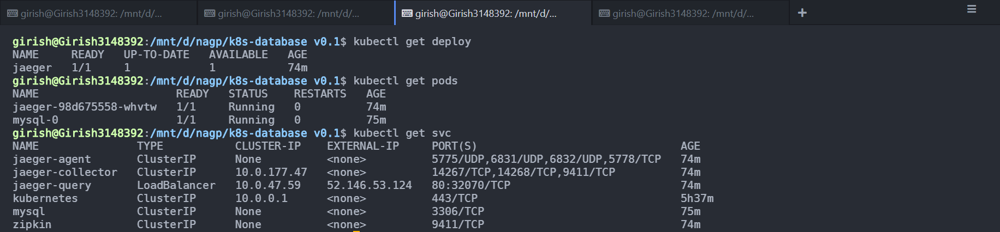 girish@Girish3148392: /mnt/d/... girish@Girish3148392: /mnt/d/... girish@Girish3148392: /mnt/d/... girish@Girish3148392: /mnt/d/... +
girish@Girish3148392:/mnt/d/nagp/k8s-database v0.1$ kubectl get deploy
NAME     READY   UP-TO-DATE   AVAILABLE   AGE
jaeger   1/1     1            1           74m
girish@Girish3148392:/mnt/d/nagp/k8s-database v0.1$ kubectl get pods
NAME                     READY   STATUS    RESTARTS   AGE
jaeger-98d675558-whvtw   1/1     Running   0          74m
mysql-0                  1/1     Running   0          75m
girish@Girish3148392:/mnt/d/nagp/k8s-database v0.1$ kubectl get svc
NAME               TYPE           CLUSTER-IP    EXTERNAL-IP     PORT(S)                               AGE
jaeger-agent       ClusterIP      None          <none>          5775/UDP,6831/UDP,6832/UDP,5778/TCP   74m
jaeger-collector   ClusterIP      10.0.177.47   <none>          14267/TCP,14268/TCP,9411/TCP          74m
jaeger-query       LoadBalancer   10.0.47.59    52.146.53.124   80:32070/TCP                          74m
kubernetes         ClusterIP      10.0.0.1      <none>          443/TCP                               5h37m
mysql              ClusterIP      None          <none>          3306/TCP                              75m
zipkin             ClusterIP      None          <none>          9411/TCP                              74m